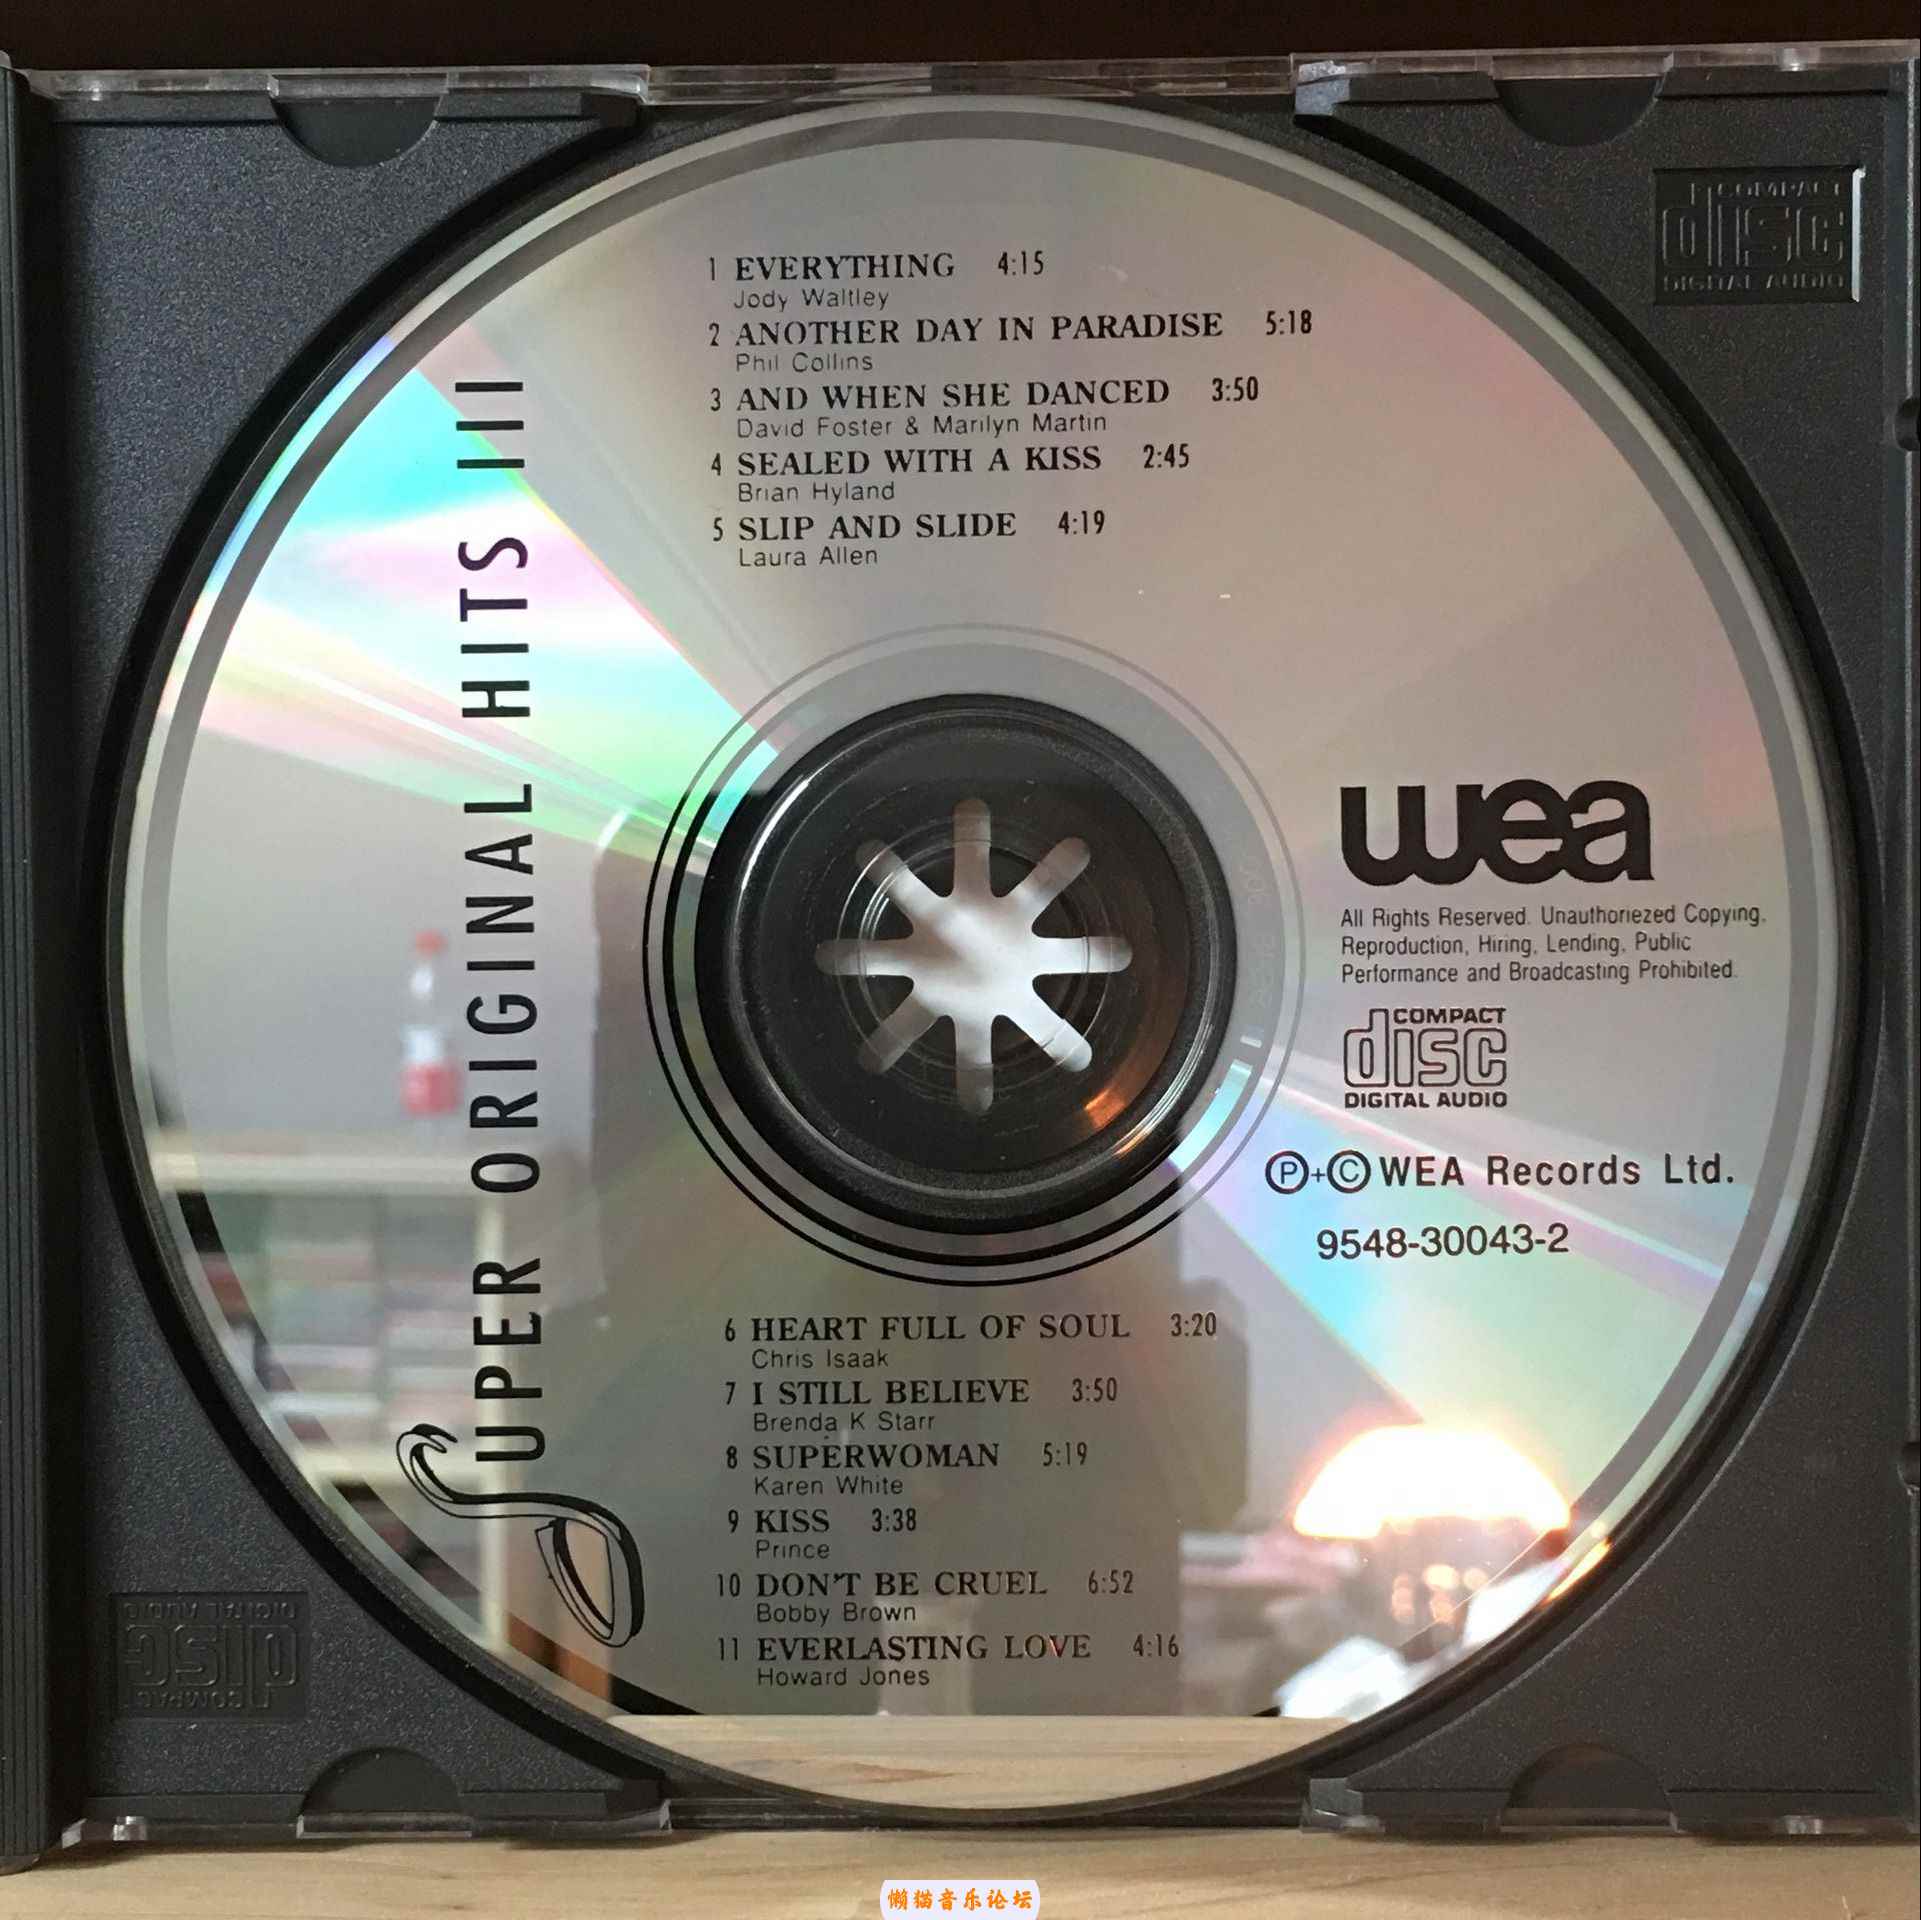 SUPER ORIGINAL HITS III
1 EVERYTHING 4:15
Jody Waltley
2 ANOTHER DAY IN PARADISE 5:18
Phil Collins
3 AND WHEN SHE DANCED 3:50
David Foster & Marilyn Martin
4 SEALED WITH A KISS 2:45
Brian Hyland
5 SLIP AND SLIDE 4:19
Laura Allen
wea
All Rights Reserved. Unauthoriezed Copying,
Reproduction, Hiring, Lending, Public
Performance and Broadcasting Prohibited.
COMPACT
disc
DIGITAL AUDIO
Ⓟ+ⒸWEA Records Ltd.
9548-30043-2
6 HEART FULL OF SOUL 3:20
Chris Isaak
7 I STILL BELIEVE 3:50
Brenda K Starr
8 SUPERWOMAN 5:19
Karen White
9 KISS 3:38
Prince
10 DON'T BE CRUEL 6:52
Bobby Brown
11 EVERLASTING LOVE 4:16
Howard Jones
COMPACT
disc
DIGITAL AUDIO
COMPACT
disc
DIGITAL AUDIO
懒猫音乐论坛